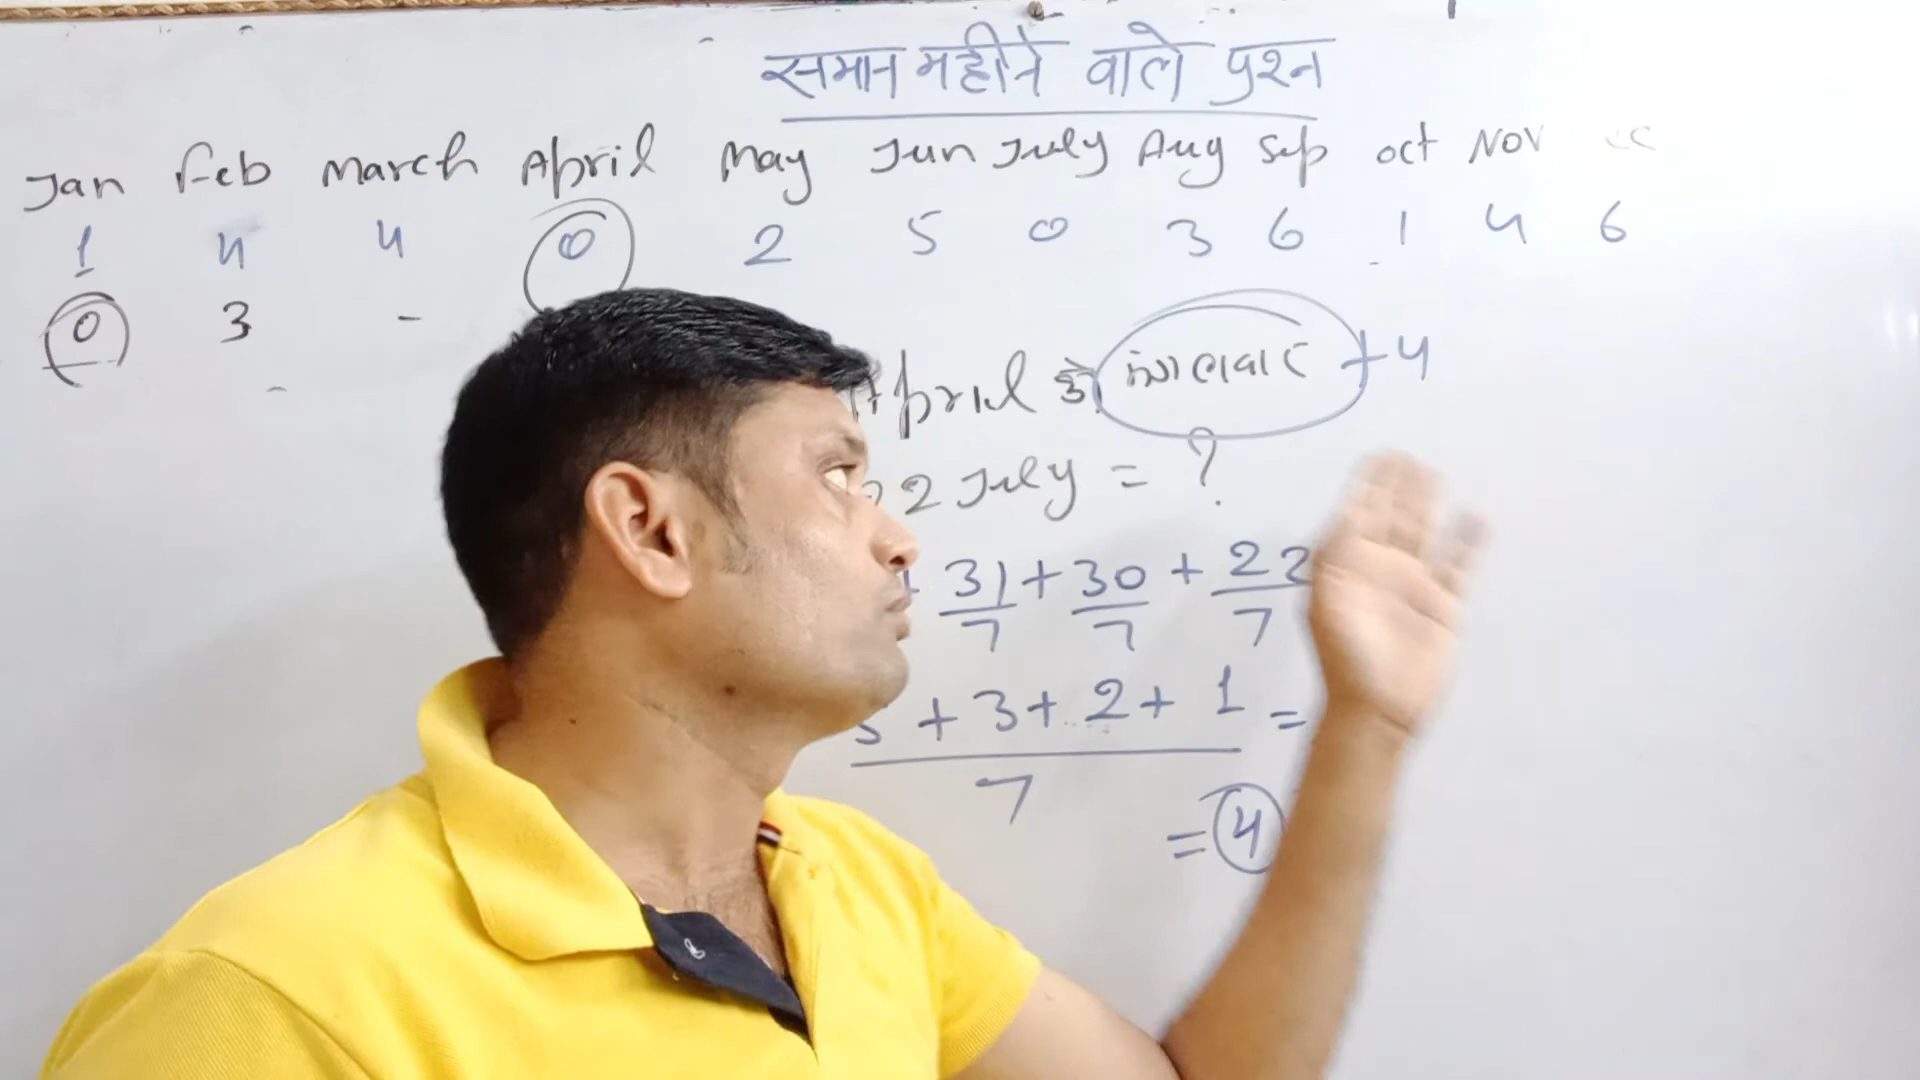 समान महीने वाले प्रश्न
Jan Feb March April May Jun July Aug Sep oct NOV
1 4 4 0 2 5 0 3 6 1 4 6
0 3 -
April को मंगलवार +4
2 July = ?
31/7 + 30/7 + 22/7
+ 3 + 2 + 1 =
7
= 4